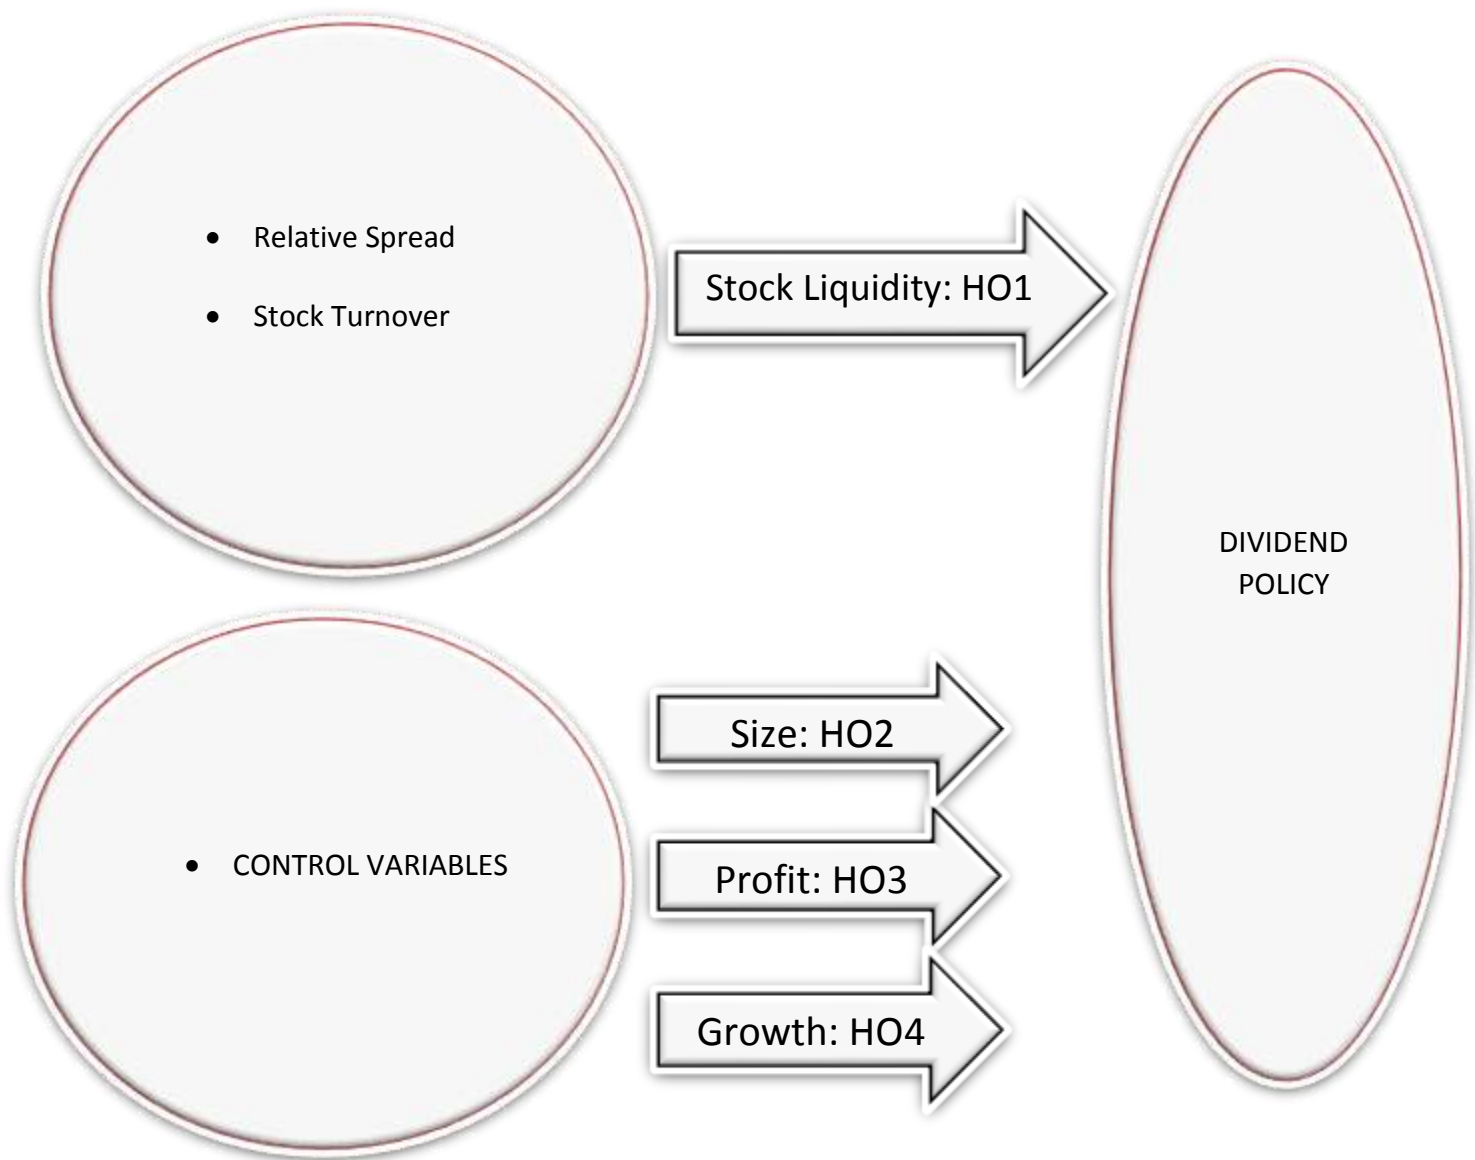 • Relative Spread
• Stock Turnover
Stock Liquidity: HO1
DIVIDEND
POLICY
• CONTROL VARIABLES
Size: HO2
Profit: HO3
Growth: HO4